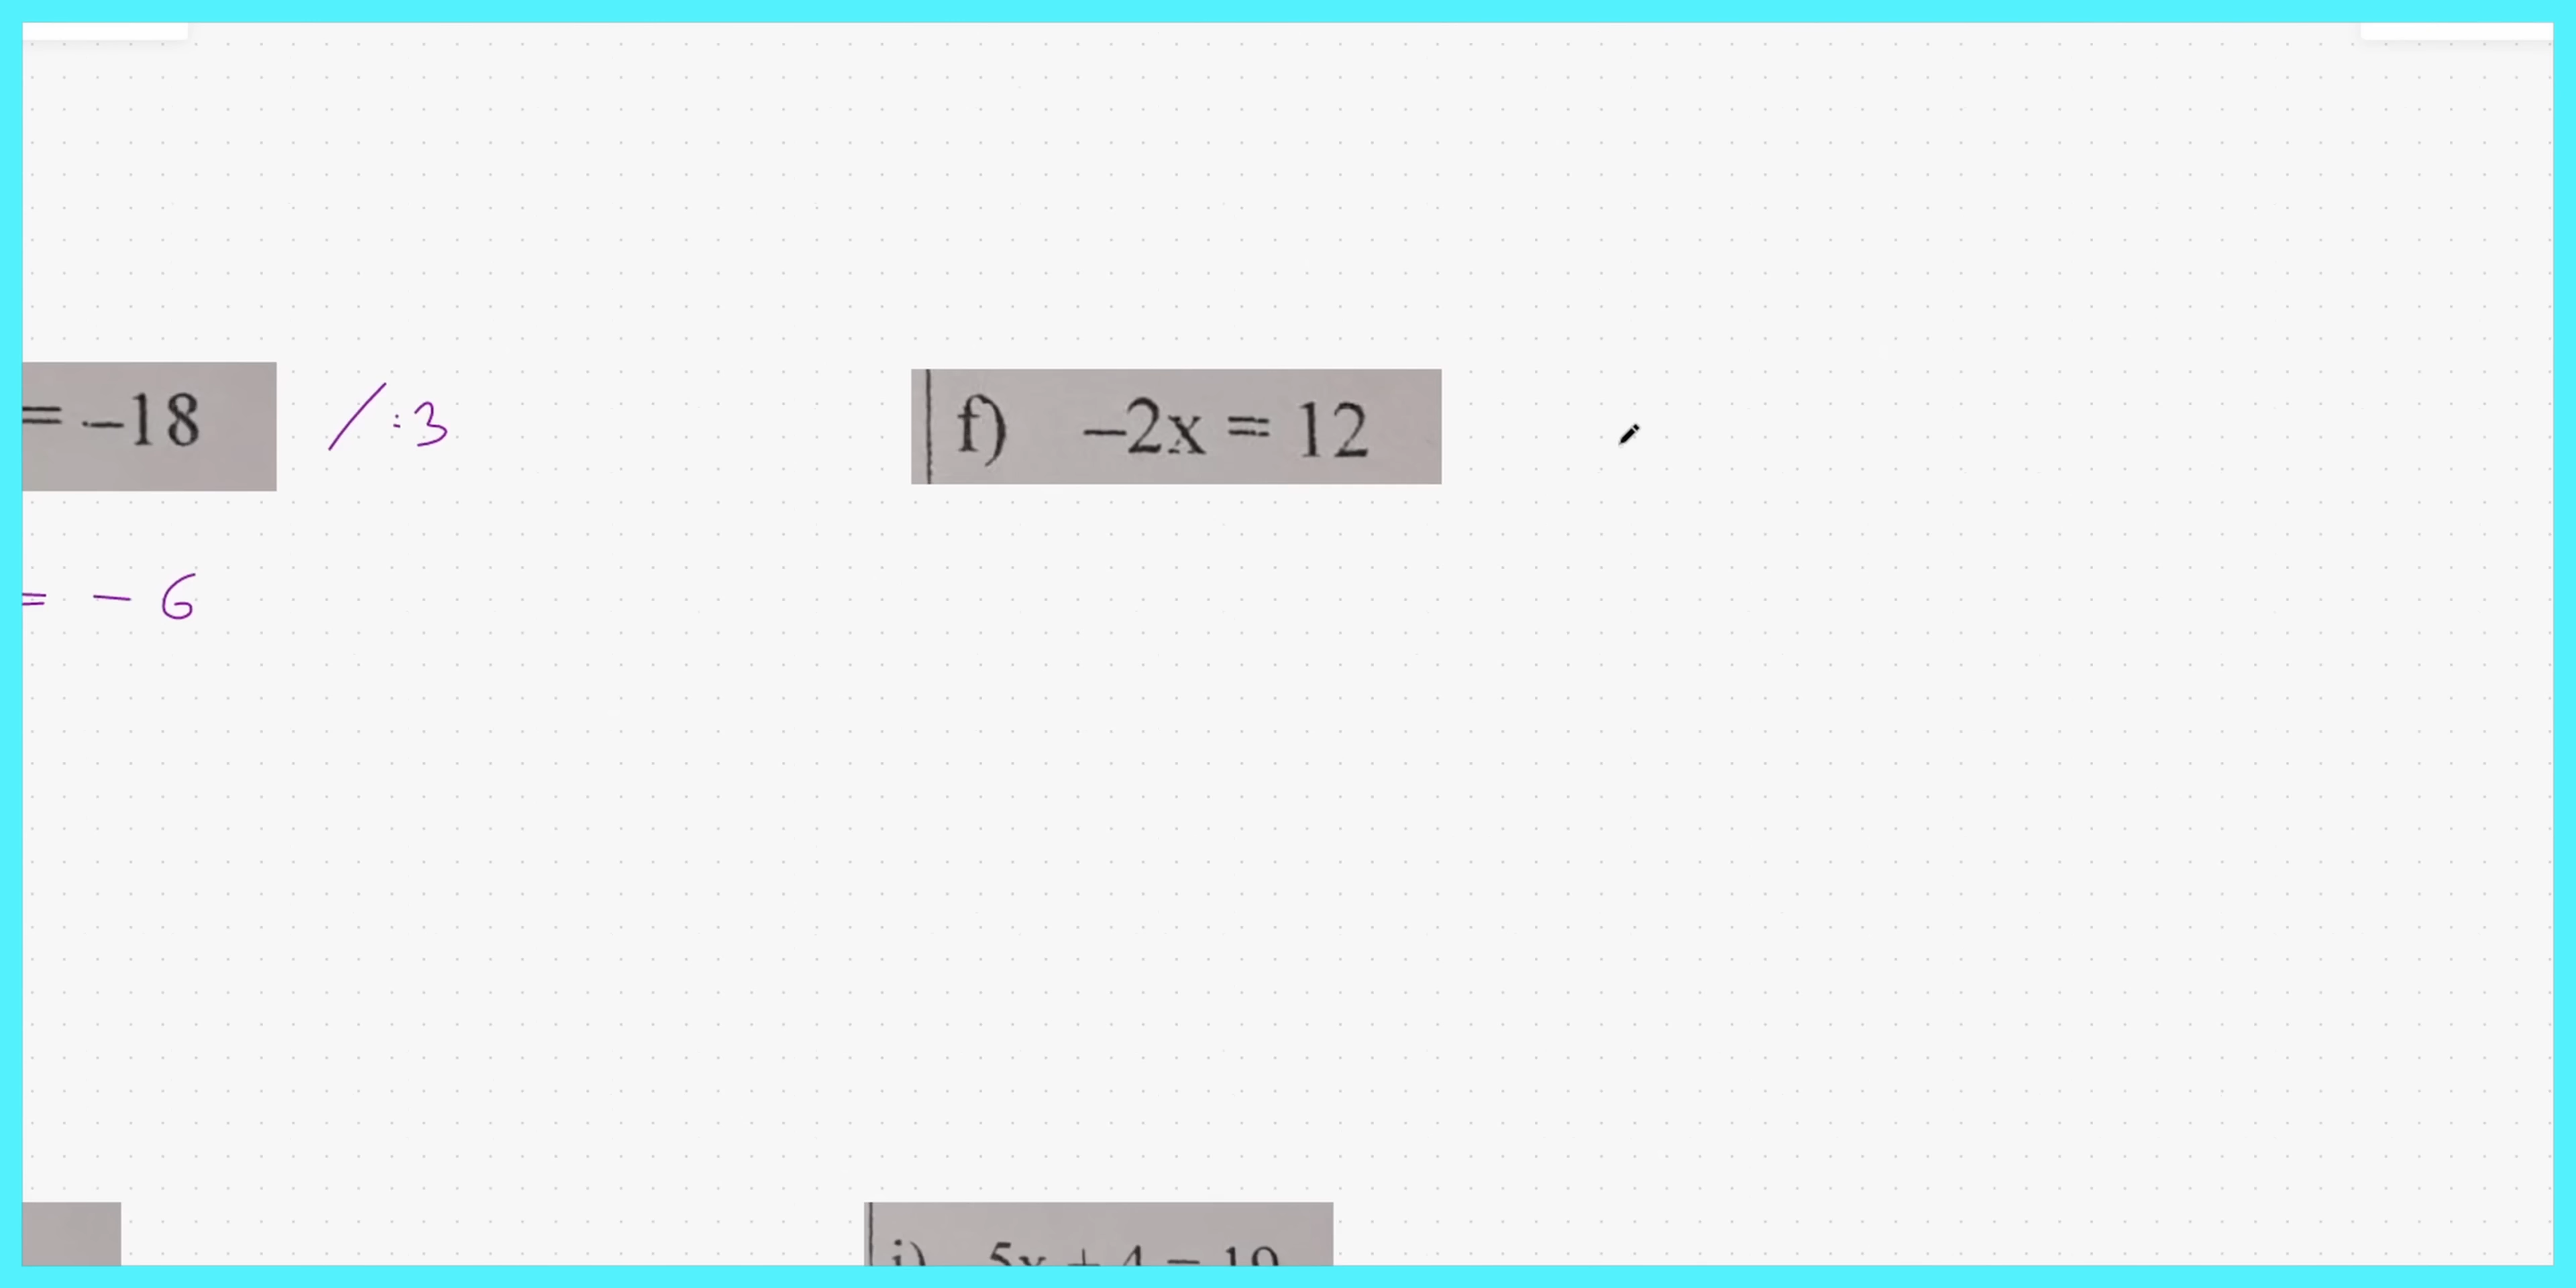 = –18 / :3
f) –2x = 12
= – 6